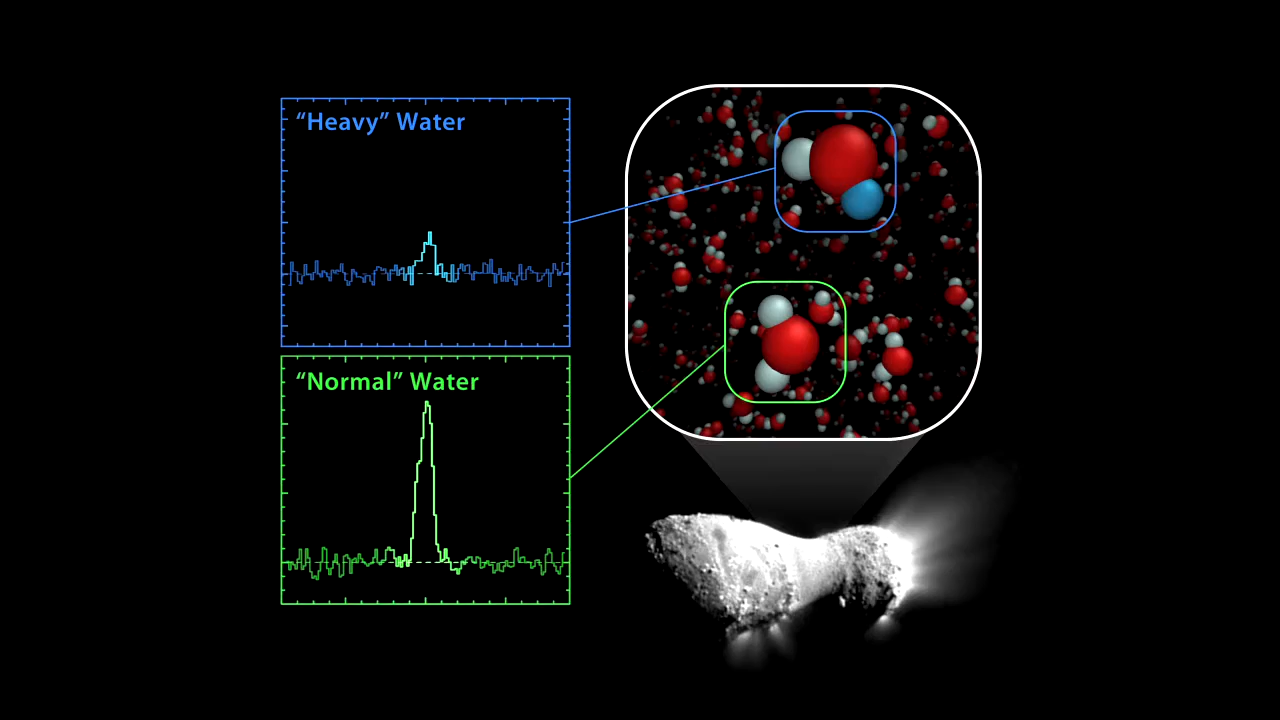 “Heavy” Water
“Normal” Water